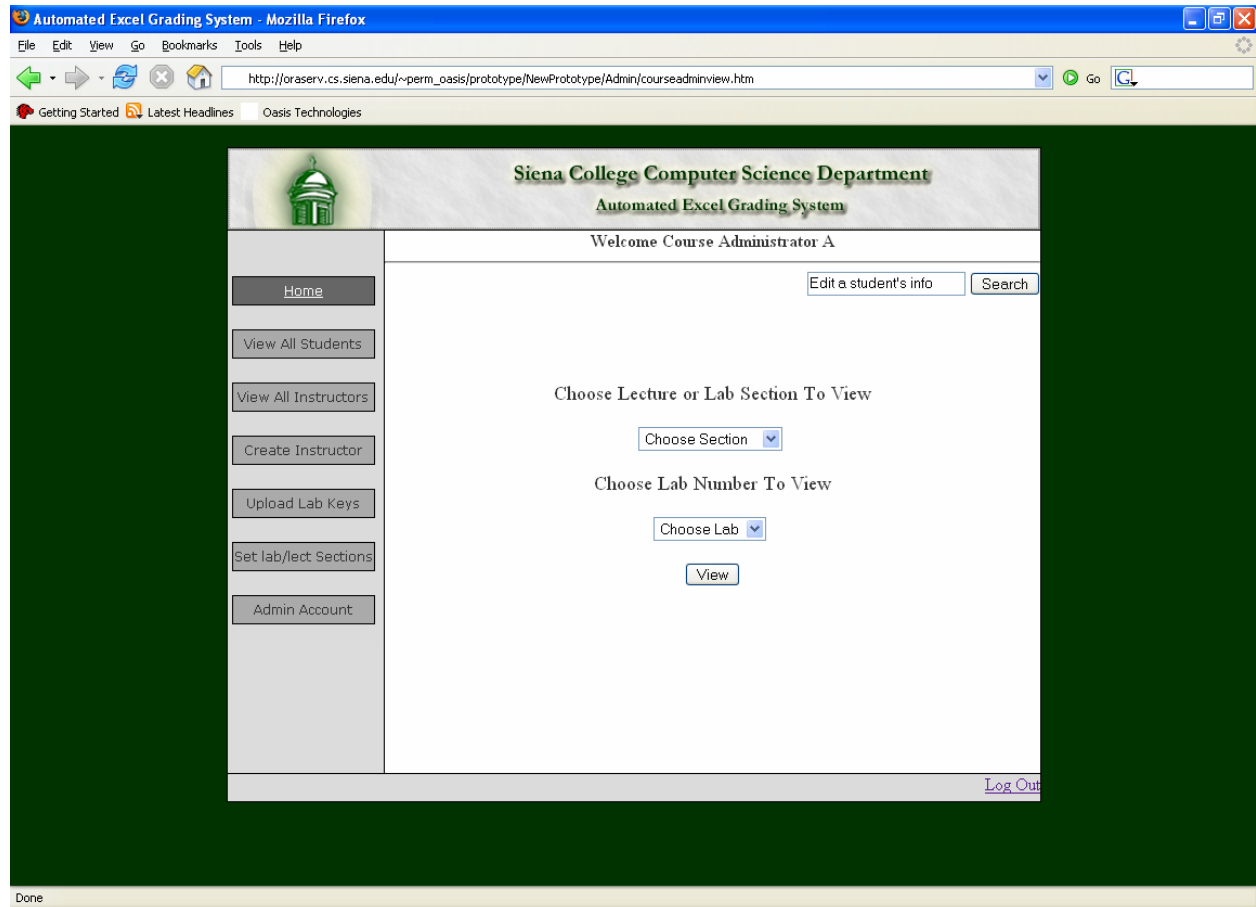 Automated Excel Grading System - Mozilla Firefox
File Edit View Go Bookmarks Tools Help
http://oraserv.cs.siena.edu/~perm_oasis/prototype/NewPrototype/Admin/courseadminview.htm Go G
Getting Started Latest Headlines Oasis Technologies
Siena College Computer Science Department
Automated Excel Grading System
Welcome Course Administrator A
Edit a student's info Search
Home
View All Students
View All Instructors
Create Instructor
Upload Lab Keys
Set lab/lect Sections
Admin Account
Choose Lecture or Lab Section To View
Choose Section
Choose Lab Number To View
Choose Lab
View
Log Out
Done